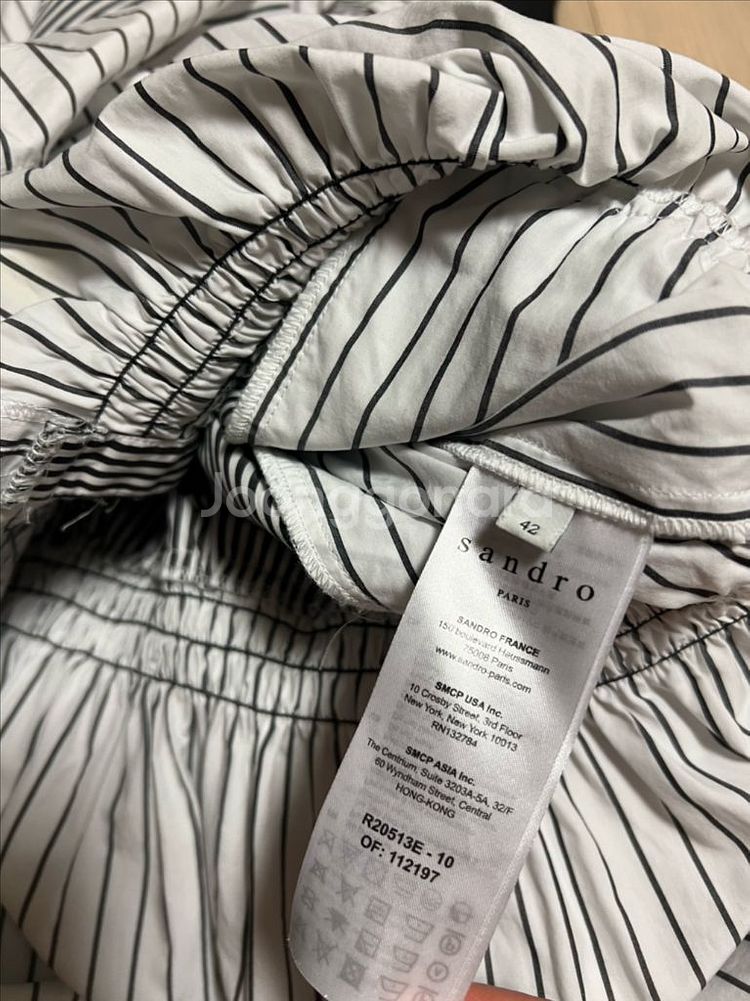 Joonggonara
42
sandro
PARIS
SANDRO FRANCE
150 boulevard Haussmann
75008 Paris
www.sandro-paris.com
SMCP USA Inc.
10 Crosby Street, 3rd Floor
New York, New York 10013
RN132784
SMCP ASIA Inc.
The Centrium, Suite 3203A-5A, 32/F
60 Wyndham Street, Central
HONG-KONG
R20513E - 10
OF: 112197